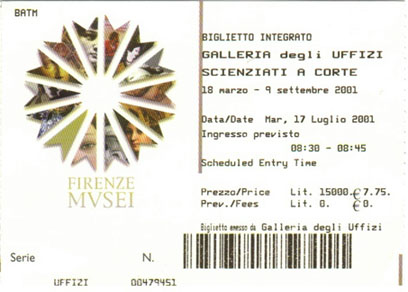 BATM
BIGLIETTO INTEGRATO
GALLERIA degli UFFIZI
SCIENZIATI A CORTE
18 marzo - 9 settembre 2001
Data/Date Mar, 17 Luglio 2001
Ingresso previsto
08:30 - 08:45
Scheduled Entry Time
FIRENZE
MVSEI
Prezzo/Price Lit. 15000.€ 7.75.
Prev./Fees Lit. 0. € 0.
Biglietto emesso da Galleria degli Uffizi
Serie N.
UFFIZI 00479451